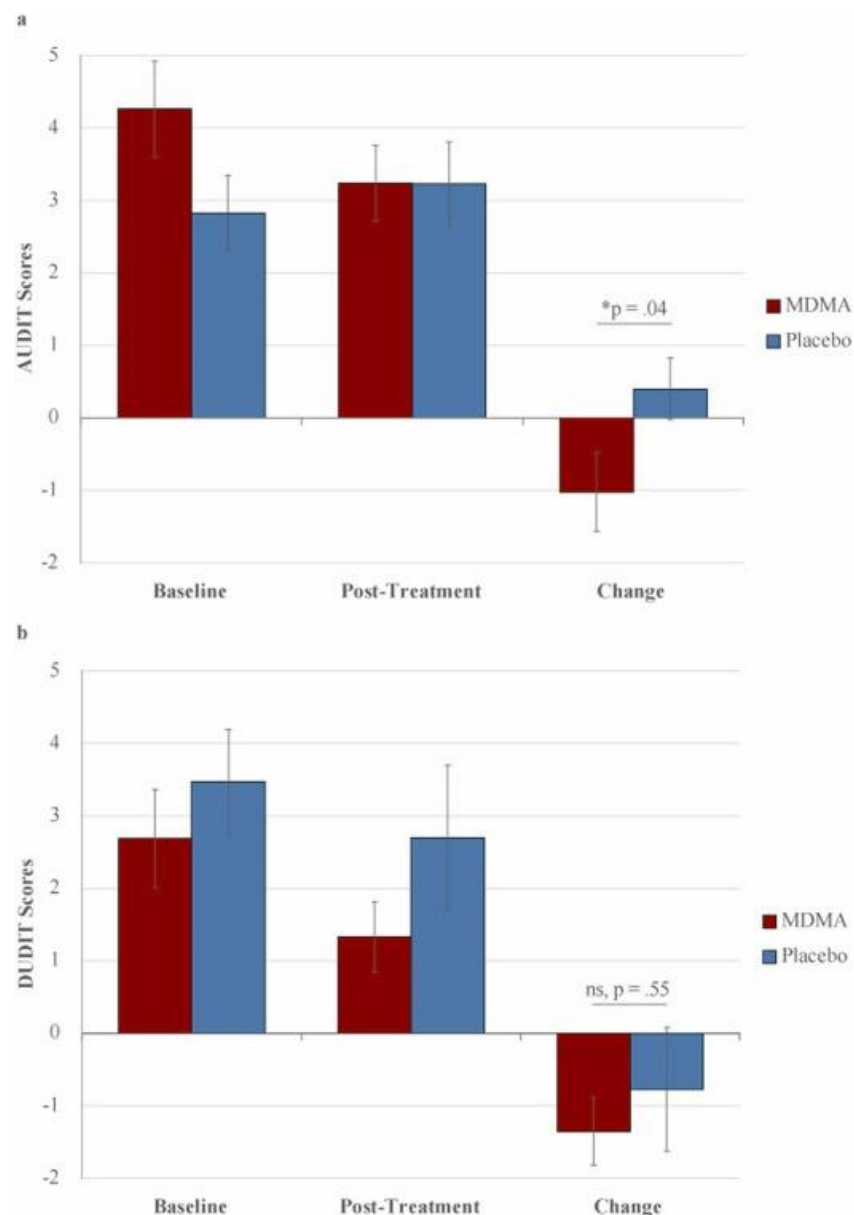 a
5
4
3
2
1
0
-1
-2
AUDIT Scores
*p = .04
MDMA
Placebo
Baseline Post-Treatment Change
b
5
4
3
2
1
0
-1
-2
DUDIT Scores
ns, p = .55
MDMA
Placebo
Baseline Post-Treatment Change